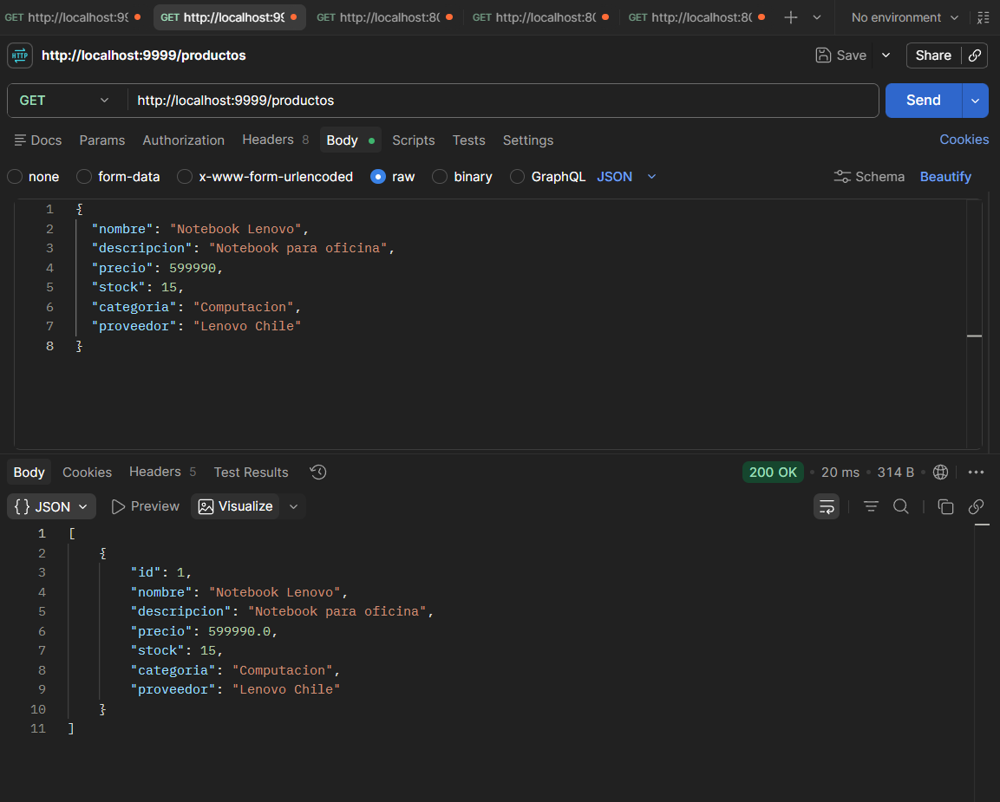 GET http://localhost:99 GET http://localhost:99 GET http://localhost:80 GET http://localhost:80 GET http://localhost:80 No environment
HTTP http://localhost:9999/productos Save Share
GET http://localhost:9999/productos Send
Docs Params Authorization Headers 8 Body Scripts Tests Settings Cookies
none form-data x-www-form-urlencoded raw binary GraphQL JSON Schema Beautify
1 {
2 "nombre": "Notebook Lenovo",
3 "descripcion": "Notebook para oficina",
4 "precio": 599990,
5 "stock": 15,
6 "categoria": "Computacion",
7 "proveedor": "Lenovo Chile"
8 }
Body Cookies Headers 5 Test Results 200 OK • 20 ms • 314 B
{} JSON Preview Visualize
1 [
2 {
3 "id": 1,
4 "nombre": "Notebook Lenovo",
5 "descripcion": "Notebook para oficina",
6 "precio": 599990.0,
7 "stock": 15,
8 "categoria": "Computacion",
9 "proveedor": "Lenovo Chile"
10 }
11 ]